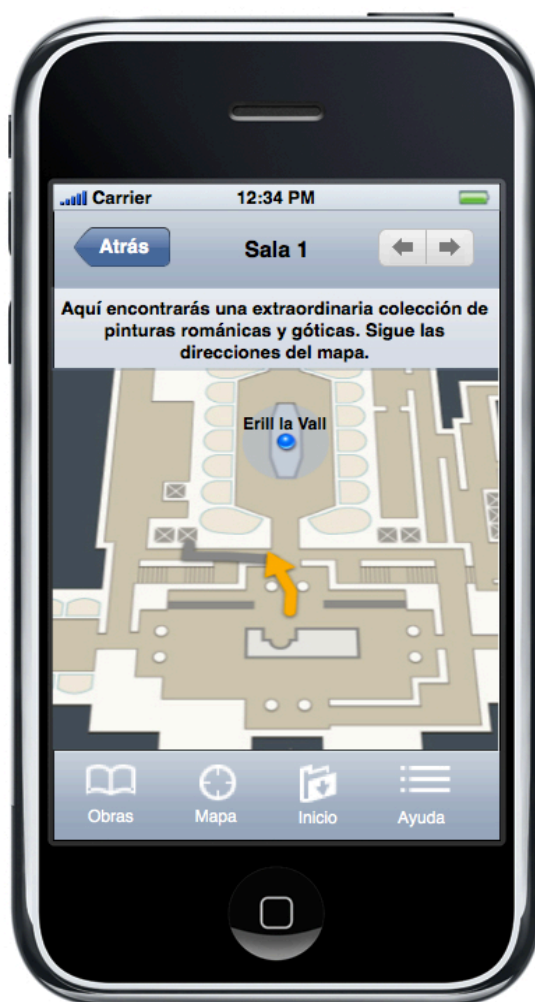 Carrier 12:34 PM
Atrás Sala 1
Aquí encontrarás una extraordinaria colección de
pinturas románicas y góticas. Sigue las
direcciones del mapa.
Erill la Vall
Obras Mapa Inicio Ayuda